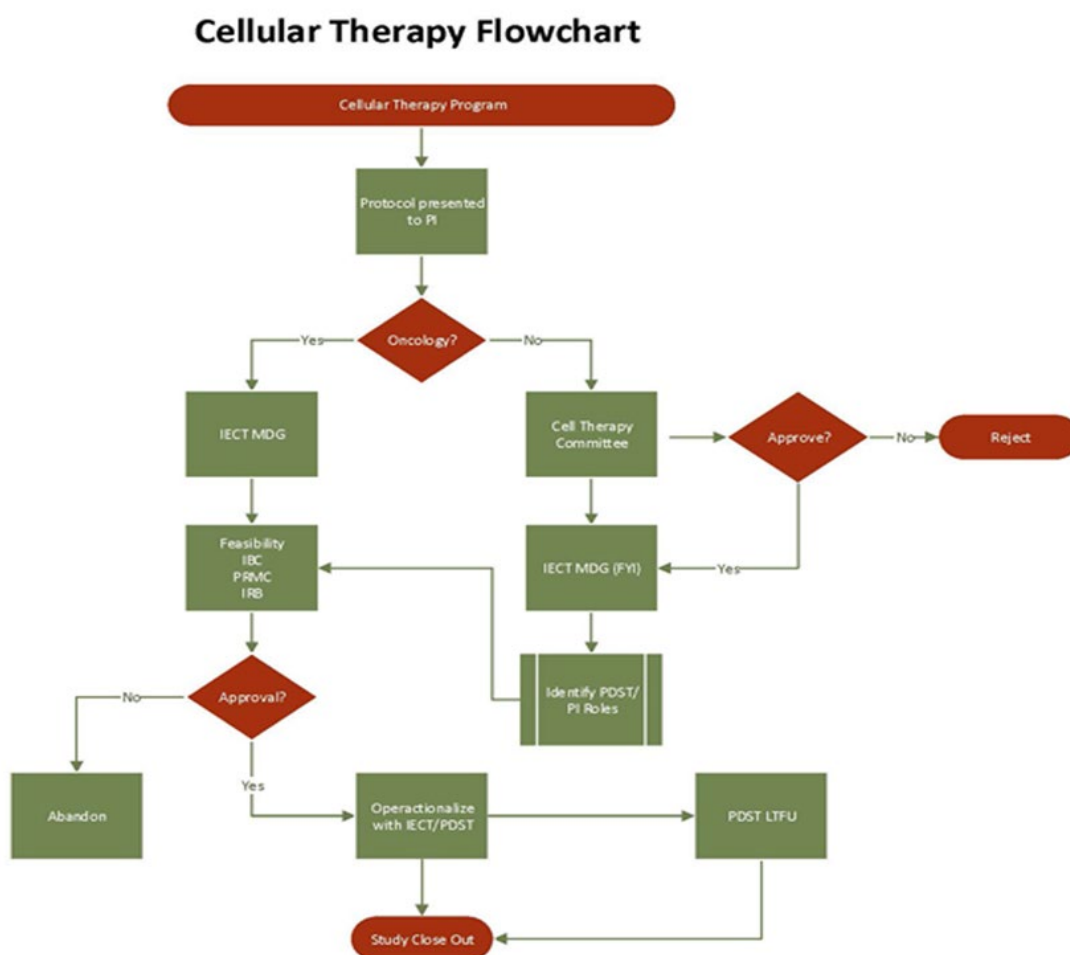 Cellular Therapy Flowchart
Cellular Therapy Program
Protocol presented
to PI
Oncology?
Yes
No
IECT MDG
Cell Therapy
Committee
Approve?
No
Reject
Feasibility
IBC
PRMC
IRB
IECT MDG (FYI)
Yes
Approval?
No
Identify PDST/
PI Roles
Yes
Abandon
Operactionalize
with IECT/PDST
PDST LTFU
Study Close Out